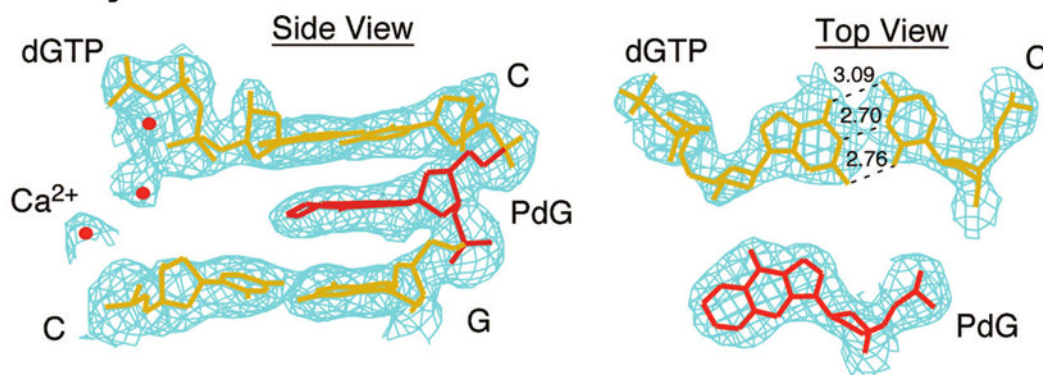 Side View
dGTP
C
Ca²⁺
PdG
C
G
Top View
dGTP
C
3.09
2.70
2.76
PdG